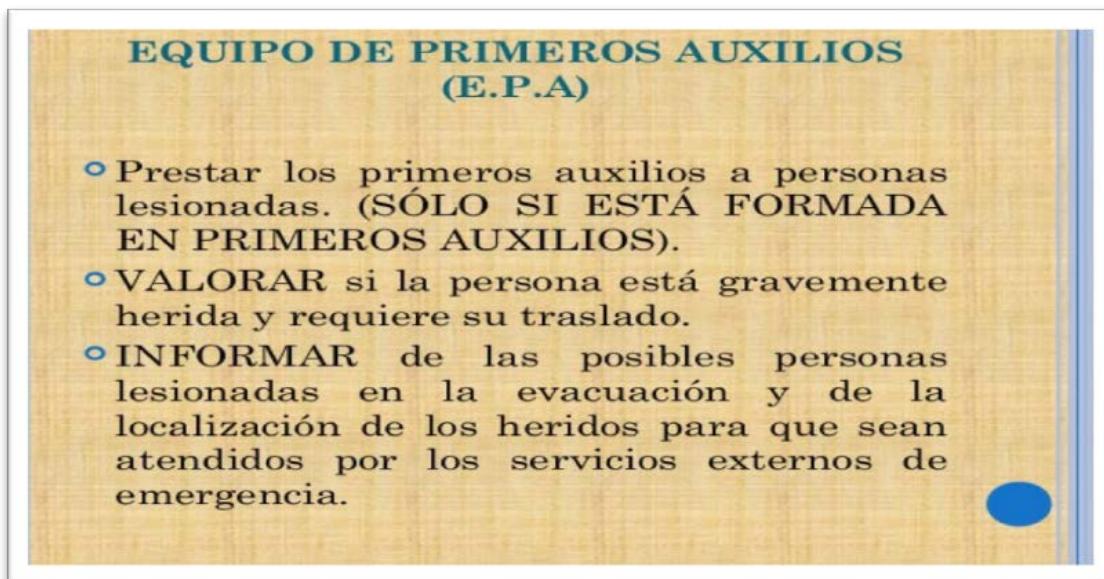 EQUIPO DE PRIMEROS AUXILIOS
(E.P.A)
Prestar los primeros auxilios a personas
lesionadas. (SÓLO SI ESTÁ FORMADA
EN PRIMEROS AUXILIOS).
VALORAR si la persona está gravemente
herida y requiere su traslado.
INFORMAR de las posibles personas
lesionadas en la evacuación y de la
localización de los heridos para que sean
atendidos por los servicios externos de
emergencia.